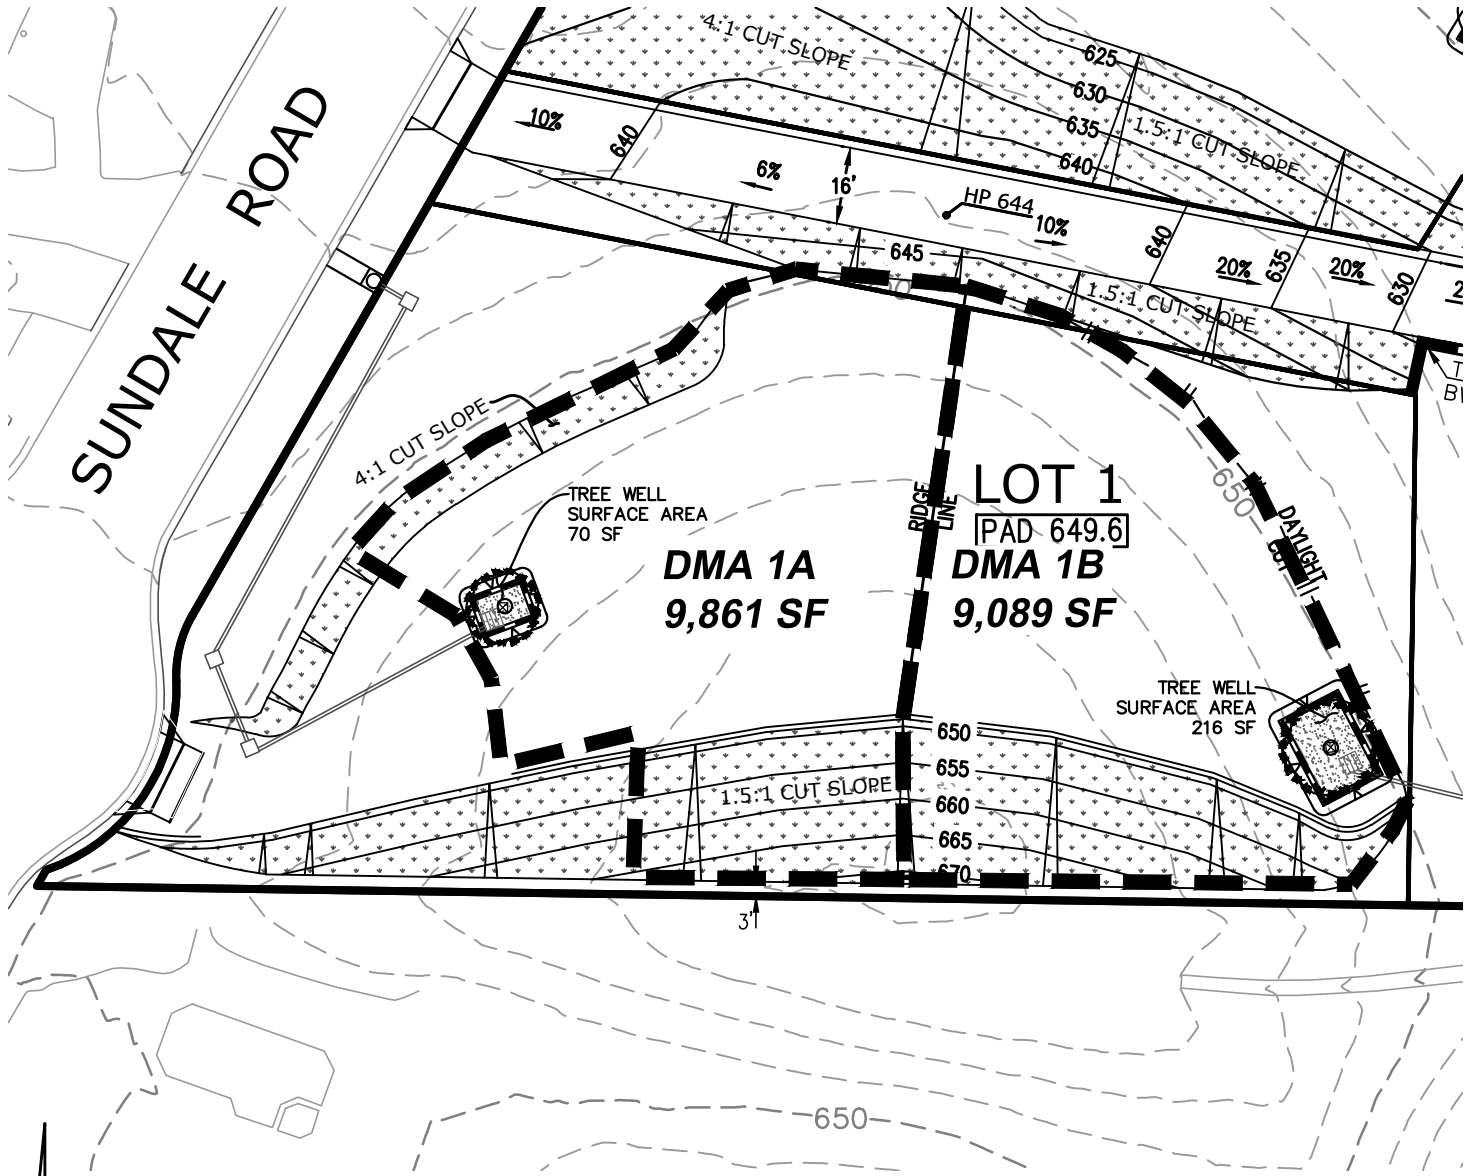 4:1 CUT SLOPE
625
630
635
640
1.5:1 CUT SLOPE
SUNDALE ROAD
10%
640
6%
16'
HP 644
10%
640
20%
635
20%
630
645
1.5:1 CUT SLOPE
4:1 CUT SLOPE
TREE WELL
SURFACE AREA
70 SF
RIDGE
LINE
LOT 1
PAD 649.6
650
DAYLIGHT
CUT
DMA 1A
9,861 SF
DMA 1B
9,089 SF
TREE WELL
SURFACE AREA
216 SF
650
655
660
665
670
1.5:1 CUT SLOPE
3'
650